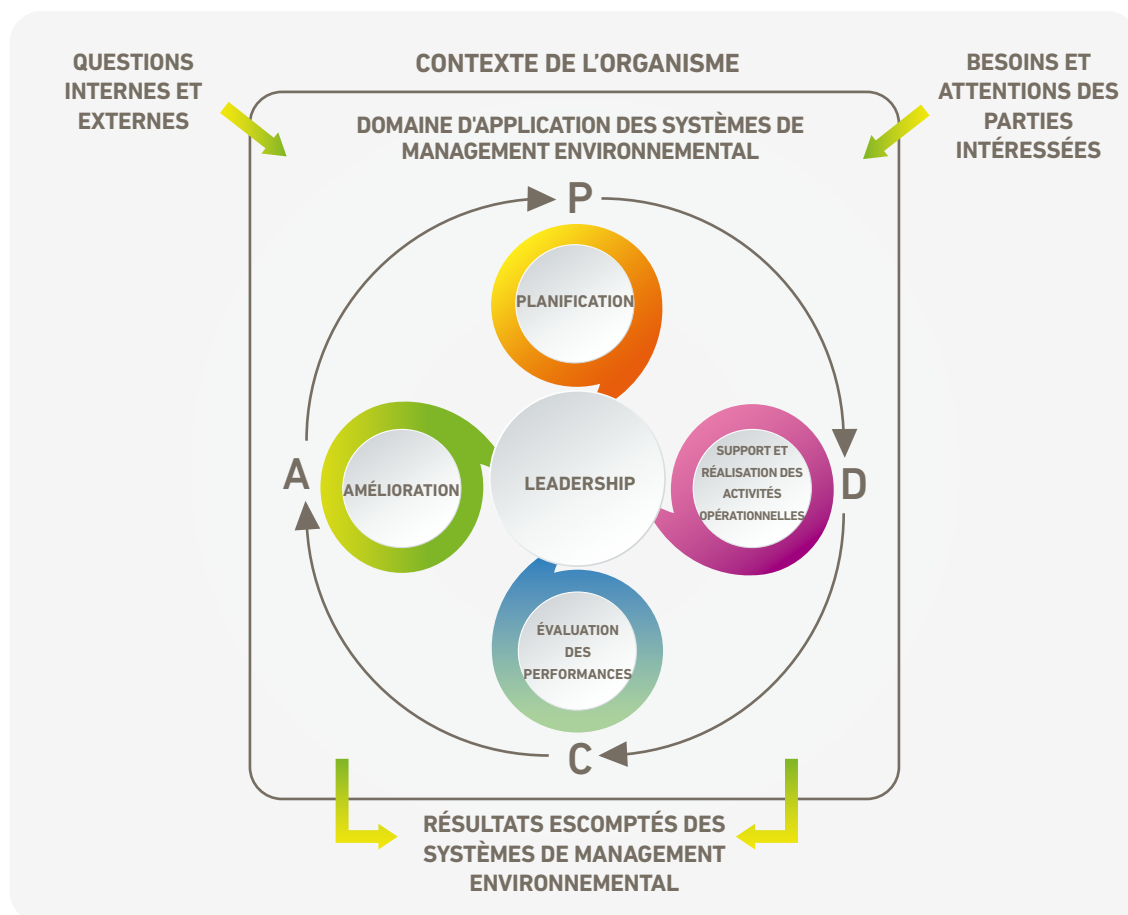 QUESTIONS
INTERNES ET
EXTERNES
CONTEXTE DE L'ORGANISME
BESOINS ET
ATTENTIONS DES
PARTIES
INTÉRESSÉES
DOMAINE D'APPLICATION DES SYSTÈMES DE
MANAGEMENT ENVIRONNEMENTAL
P
PLANIFICATION
A
AMÉLIORATION
LEADERSHIP
SUPPORT ET
RÉALISATION DES
ACTIVITÉS
OPÉRATIONNELLES
D
ÉVALUATION
DES
PERFORMANCES
C
RÉSULTATS ESCOMPTÉS DES
SYSTÈMES DE MANAGEMENT
ENVIRONNEMENTAL